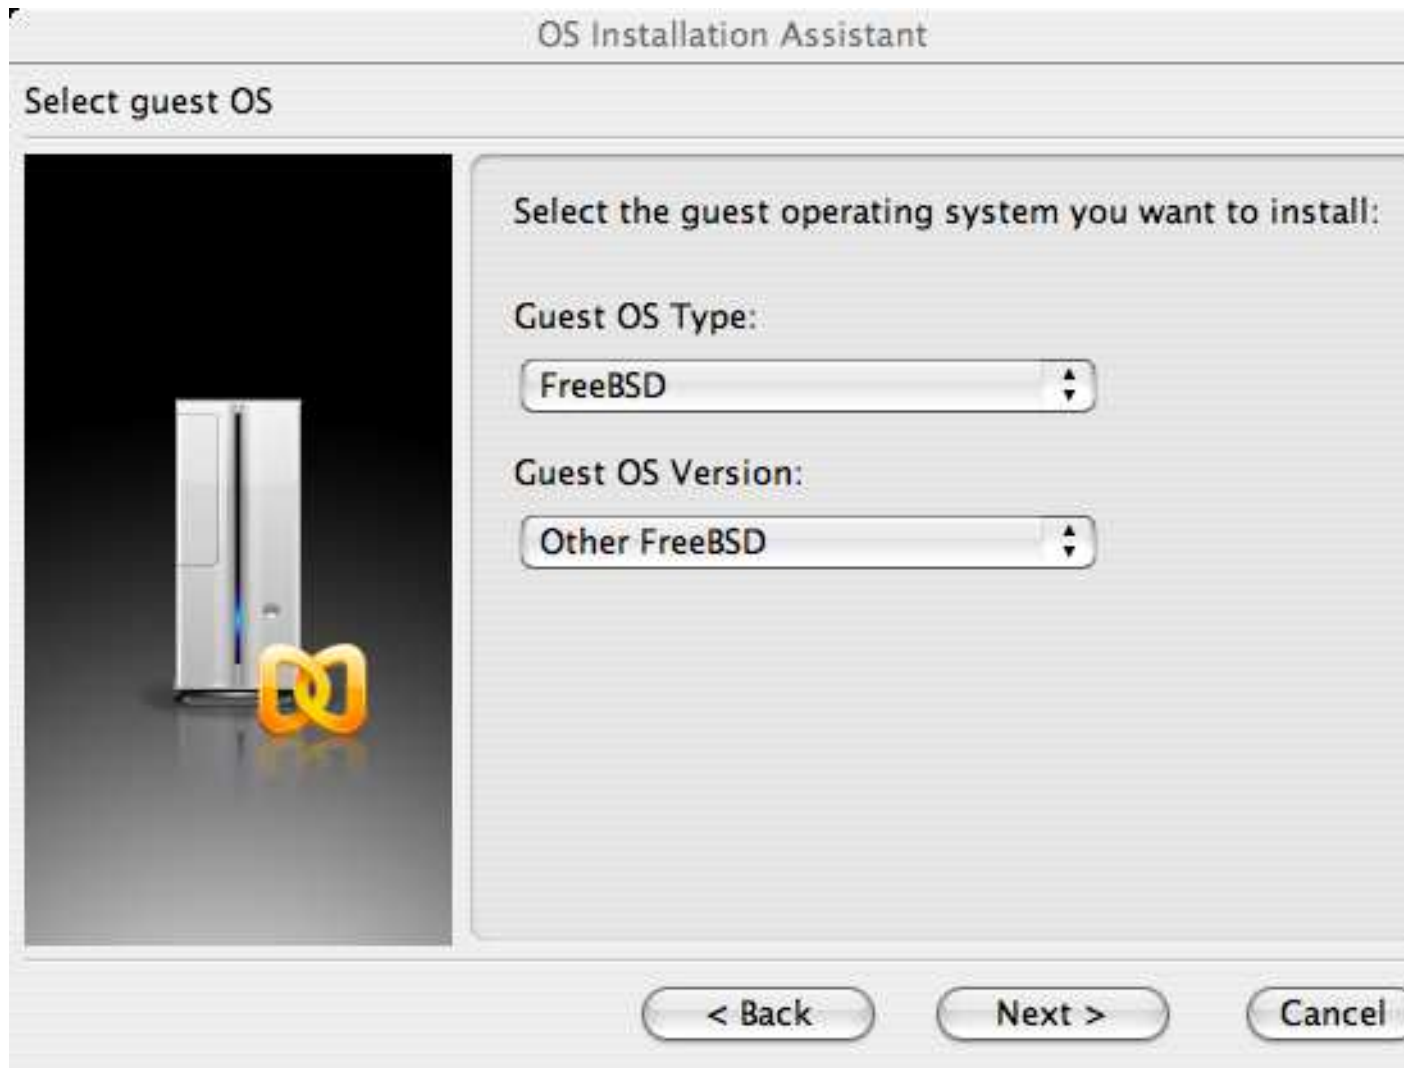 OS Installation Assistant
Select guest OS
Select the guest operating system you want to install:
Guest OS Type:
FreeBSD
Guest OS Version:
Other FreeBSD
< Back
Next >
Cancel